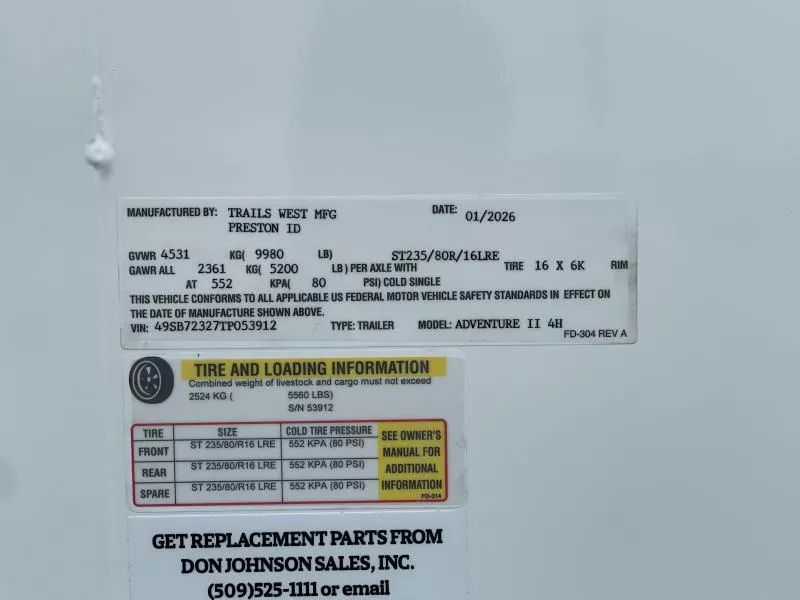 MANUFACTURED BY: TRAILS WEST MFG DATE: 01/2026
PRESTON ID
GVWR 4531 KG( 9980 LB) ST235/80R/16LRE TIRE 16 X 6K RIM
GAWR ALL 2361 KG( 5200 LB) PER AXLE WITH
AT 552 KPA( 80 PSI) COLD SINGLE
THIS VEHICLE CONFORMS TO ALL APPLICABLE US FEDERAL MOTOR VEHICLE SAFETY STANDARDS IN EFFECT ON
THE DATE OF MANUFACTURE SHOWN ABOVE.
VIN: 49SB72327TP053912 TYPE: TRAILER MODEL: ADVENTURE II 4H
FD-304 REV A
TIRE AND LOADING INFORMATION
Combined weight of livestock and cargo must not exceed
2524 KG ( 5560 LBS)
S/N 53912
TIRE SIZE COLD TIRE PRESSURE SEE OWNER'S
FRONT ST 235/80/R16 LRE 552 KPA (80 PSI) MANUAL FOR
REAR ST 235/80/R16 LRE 552 KPA (80 PSI) ADDITIONAL
SPARE ST 235/80/R16 LRE 552 KPA (80 PSI) INFORMATION
FD-314
GET REPLACEMENT PARTS FROM
DON JOHNSON SALES, INC.
(509)525-1111 or email